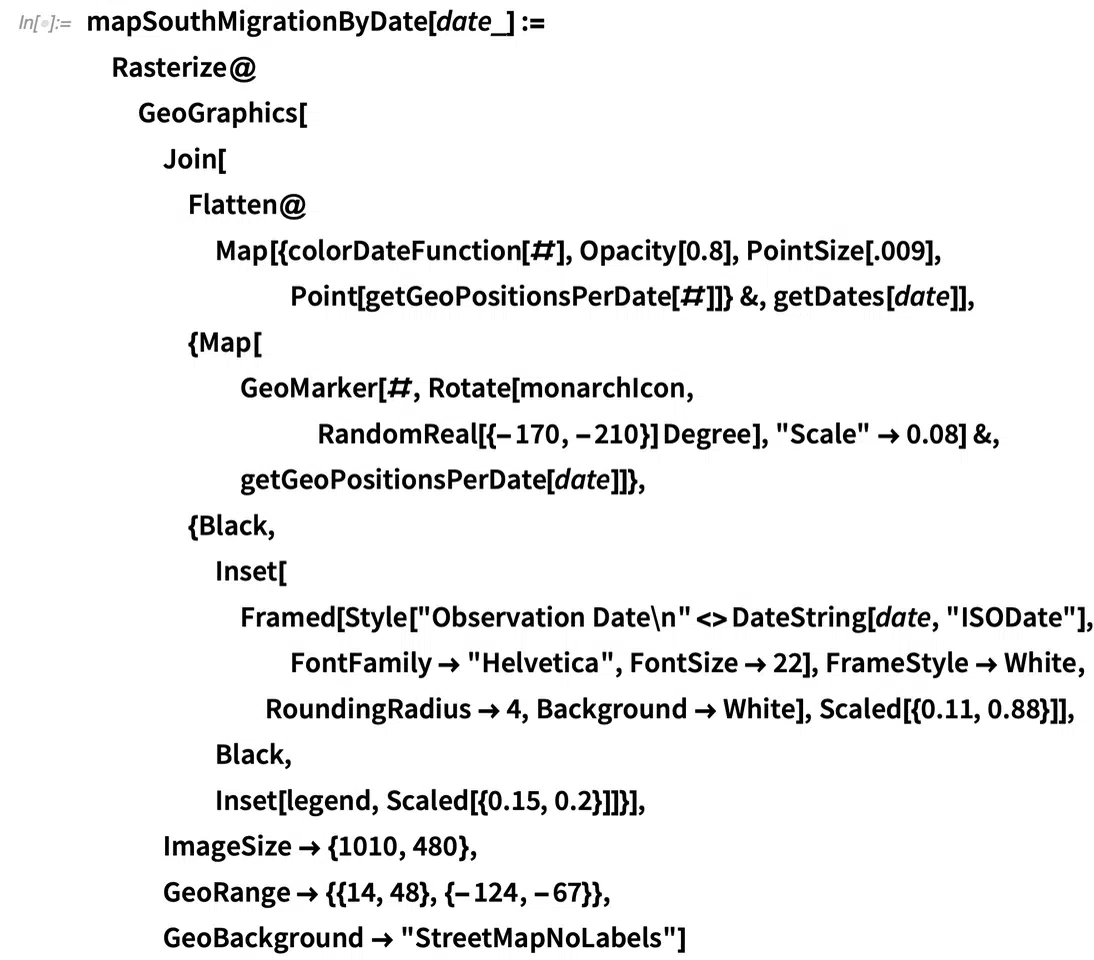 In[◦]:= mapSouthMigrationByDate[date_] :=
Rasterize@
GeoGraphics[
Join[
Flatten@
Map[{colorDateFunction[#], Opacity[0.8], PointSize[.009],
Point[getGeoPositionsPerDate[#]]} &, getDates[date]],
{Map[
GeoMarker[#, Rotate[monarchIcon,
RandomReal[{-170, -210}] Degree], "Scale" → 0.08] &,
getGeoPositionsPerDate[date]]},
{Black,
Inset[
Framed[Style["Observation Date\n" <> DateString[date, "ISODate"],
FontFamily → "Helvetica", FontSize → 22], FrameStyle → White,
RoundingRadius → 4, Background → White], Scaled[{0.11, 0.88}]],
Black,
Inset[legend, Scaled[{0.15, 0.2}]]}],
ImageSize → {1010, 480},
GeoRange → {{14, 48}, {-124, -67}},
GeoBackground → "StreetMapNoLabels"]